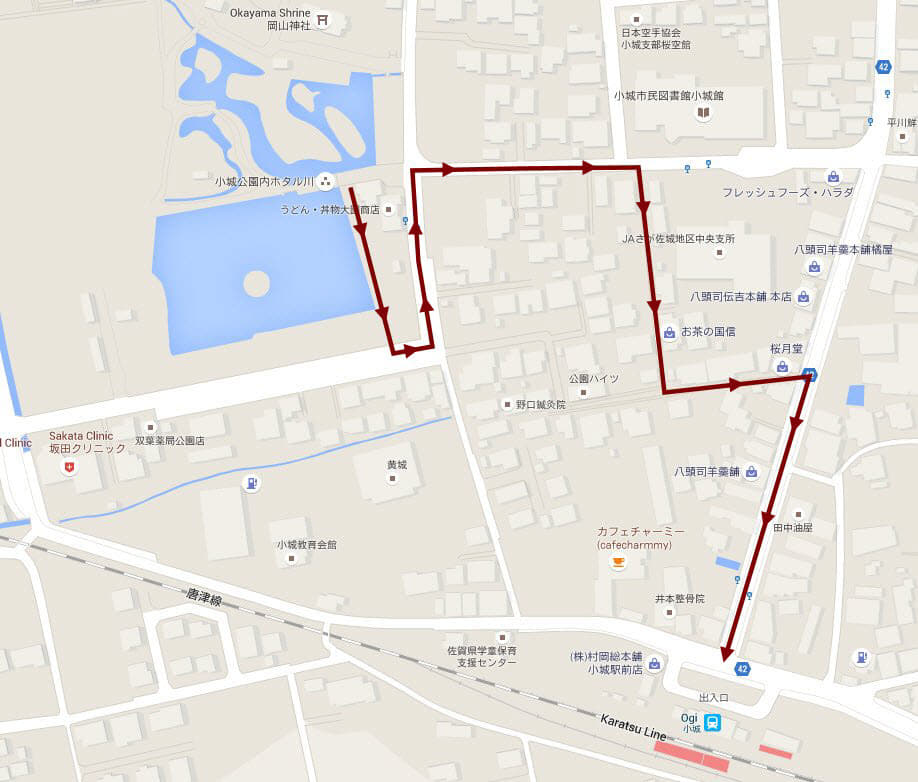 Okayama Shrine
岡山神社
日本空手協会
小城支部桜空館
42
小城市民図書館小城館
平川鮮
小城公園内ホタル川
フレッシュフーズ・ハラダ
うどん・丼物大
商店
JAさが佐城地区中央支所
八頭司羊羹本舗橘屋
八頭司伝吉本舗 本店
お茶の国信
桜月堂
公園ハイツ
野口鍼灸院
l Clinic
Sakata Clinic
坂田クリニック
双葉薬局公園店
黄城
八頭司羊羹舗
田中油屋
カフェチャーミー
(cafecharmmy)
小城教育会館
井本整骨院
唐津線
佐賀県学童保育
支援センター
(株)村岡総本舗
小城駅前店
42
出入口
Ogi
小城
Karatsu Line